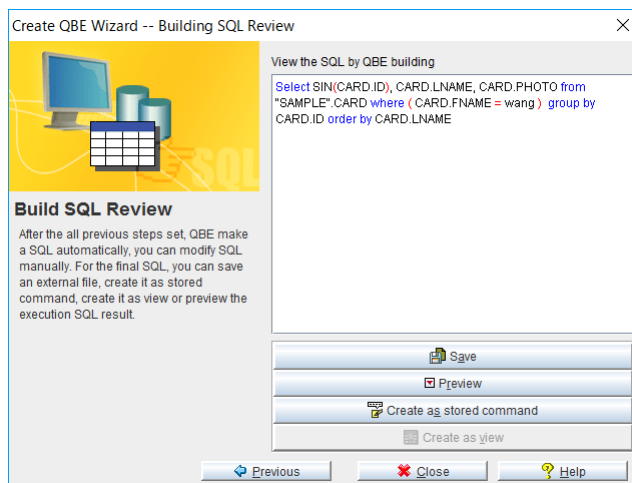 Create QBE Wizard -- Building SQL Review
SQL
Build SQL Review
After the all previous steps set, QBE make
a SQL automatically, you can modify SQL
manually. For the final SQL, you can save
an external file, create it as stored
command, create it as view or preview the
execution SQL result.
View the SQL by QBE building
Select SIN(CARD.ID), CARD.LNAME, CARD.PHOTO from
"SAMPLE".CARD where ( CARD.FNAME = wang ) group by
CARD.ID order by CARD.LNAME
Save
Preview
Create as stored command
Create as view
Previous
Close
Help